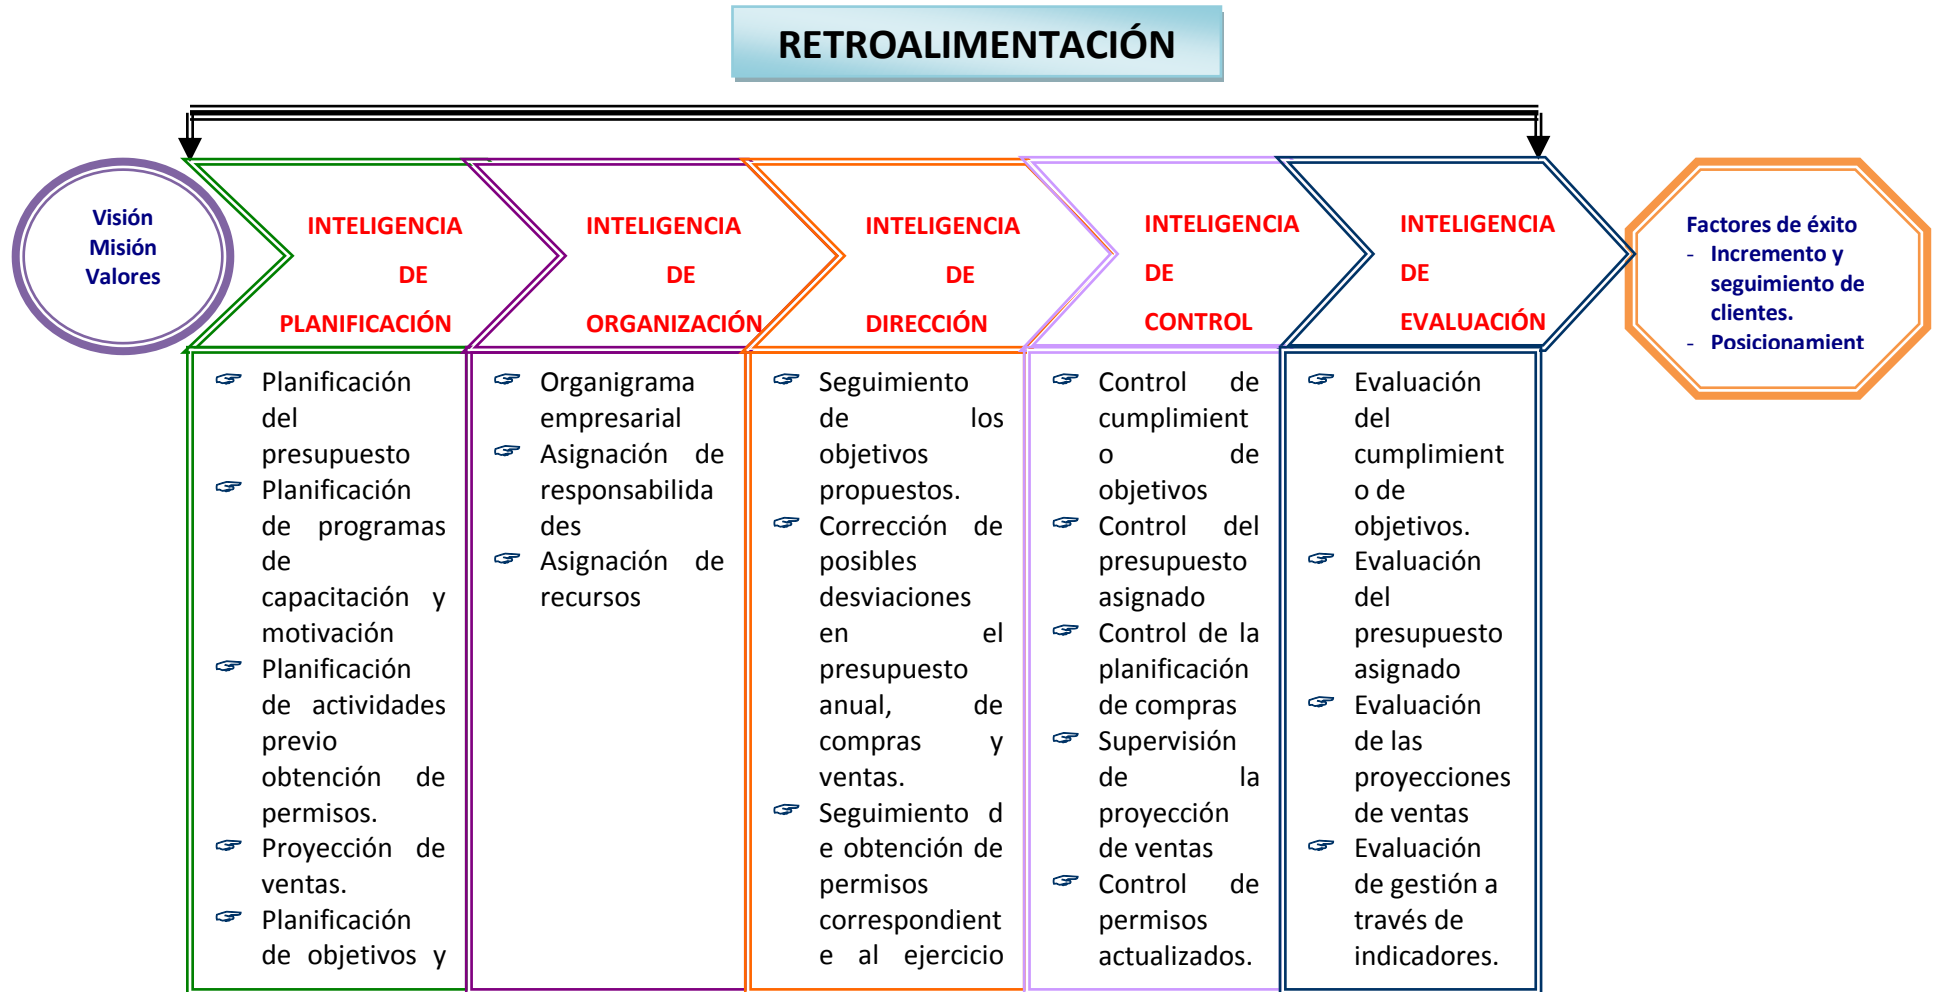 RETROALIMENTACIÓN
Visión
Misión
Valores
INTELIGENCIA
DE
PLANIFICACIÓN
INTELIGENCIA
DE
ORGANIZACIÓN
INTELIGENCIA
DE
DIRECCIÓN
INTELIGENCIA
DE
CONTROL
INTELIGENCIA
DE
EVALUACIÓN
Factores de éxito
- Incremento y
seguimiento de
clientes.
- Posicionamient
Planificación
del
presupuesto
Planificación
de programas
de
capacitación y
motivación
Planificación
de actividades
previo
obtención de
permisos.
Proyección de
ventas.
Planificación
de objetivos y
Organigrama
empresarial
Asignación de
responsabilida
des
Asignación de
recursos
Seguimiento
de los
objetivos
propuestos.
Corrección de
posibles
desviaciones
en el
presupuesto
anual, de
compras y
ventas.
Seguimiento d
e obtención de
permisos
correspondient
e al ejercicio
Control de
cumplimient
o de
objetivos
Control del
presupuesto
asignado
Control de la
planificación
de compras
Supervisión
de la
proyección
de ventas
Control de
permisos
actualizados.
Evaluación
del
cumplimient
o de
objetivos.
Evaluación
del
presupuesto
asignado
Evaluación
de las
proyecciones
de ventas
Evaluación
de gestión a
través de
indicadores.